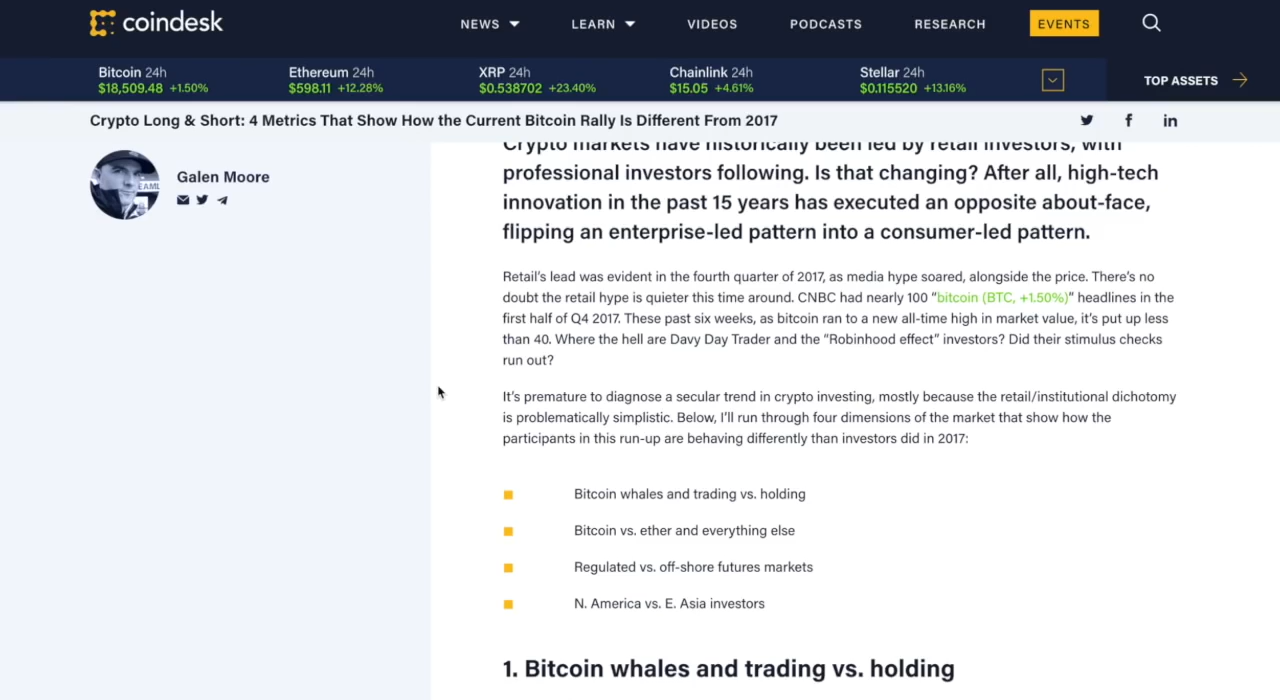 coindesk
NEWS LEARN VIDEOS PODCASTS RESEARCH EVENTS
Bitcoin 24h
$18,509.48 +1.50%
Ethereum 24h
$598.11 +12.28%
XRP 24h
$0.538702 +23.40%
Chainlink 24h
$15.05 +4.61%
Stellar 24h
$0.115520 +13.16%
TOP ASSETS
Crypto Long & Short: 4 Metrics That Show How the Current Bitcoin Rally Is Different From 2017
Galen Moore
Crypto markets have historically been led by retail investors, with
professional investors following. Is that changing? After all, high-tech
innovation in the past 15 years has executed an opposite about-face,
flipping an enterprise-led pattern into a consumer-led pattern.
Retail's lead was evident in the fourth quarter of 2017, as media hype soared, alongside the price. There's no
doubt the retail hype is quieter this time around. CNBC had nearly 100 “bitcoin (BTC, +1.50%)” headlines in the
first half of Q4 2017. These past six weeks, as bitcoin ran to a new all-time high in market value, it's put up less
than 40. Where the hell are Davy Day Trader and the “Robinhood effect” investors? Did their stimulus checks
run out?
It's premature to diagnose a secular trend in crypto investing, mostly because the retail/institutional dichotomy
is problematically simplistic. Below, I'll run through four dimensions of the market that show how the
participants in this run-up are behaving differently than investors did in 2017:
Bitcoin whales and trading vs. holding
Bitcoin vs. ether and everything else
Regulated vs. off-shore futures markets
N. America vs. E. Asia investors
1. Bitcoin whales and trading vs. holding